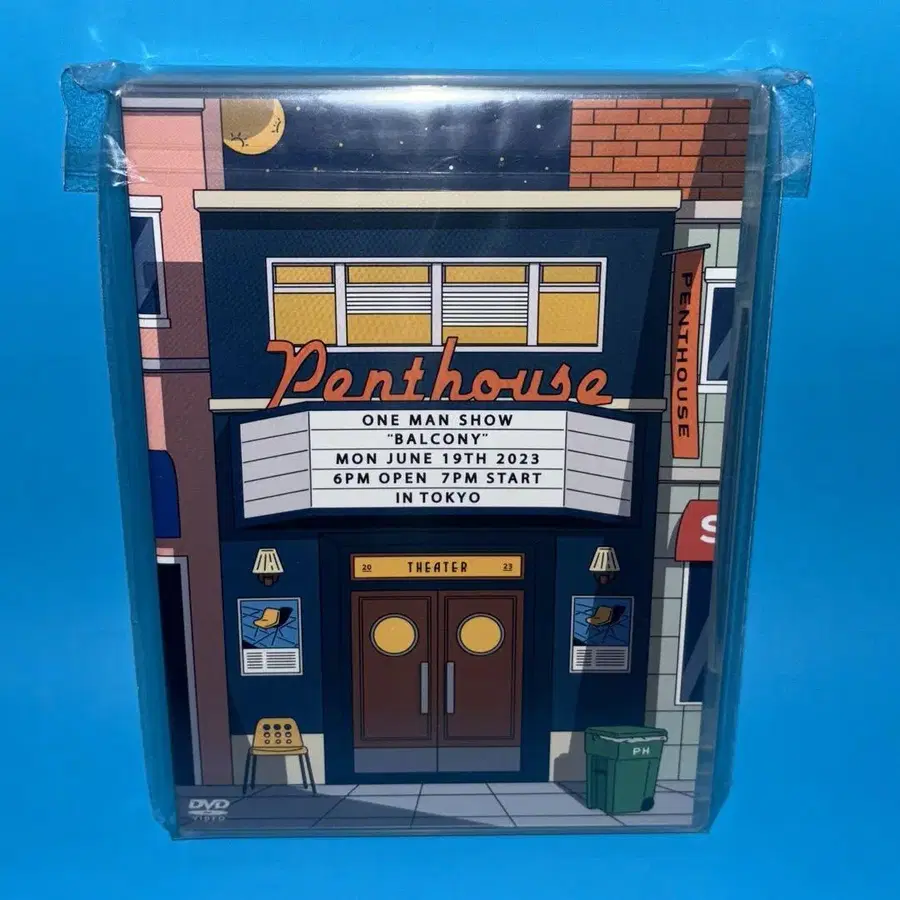 Penthouse
ONE MAN SHOW
"BALCONY"
MON JUNE 19TH 2023
6PM OPEN 7PM START
IN TOKYO
PENTHOUSE
S
20 THEATER 23
PH
DVD
VIDEO